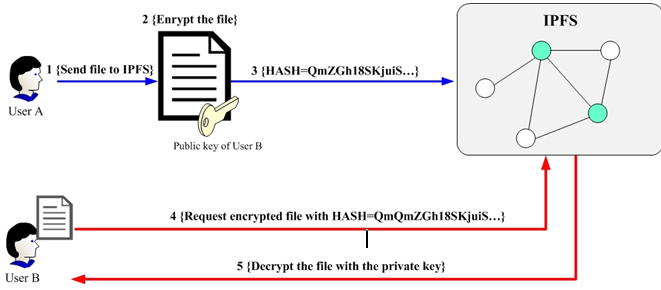 2 {Enrypt the file}
IPFS
1 {Send file to IPFS}
3 {HASH=QmZGh18SKjuiS…}
User A
Public key of User B
4 {Request encrypted file with HASH=QmQmZGh18SKjuiS…}
5 {Decrypt the file with the private key}
User B